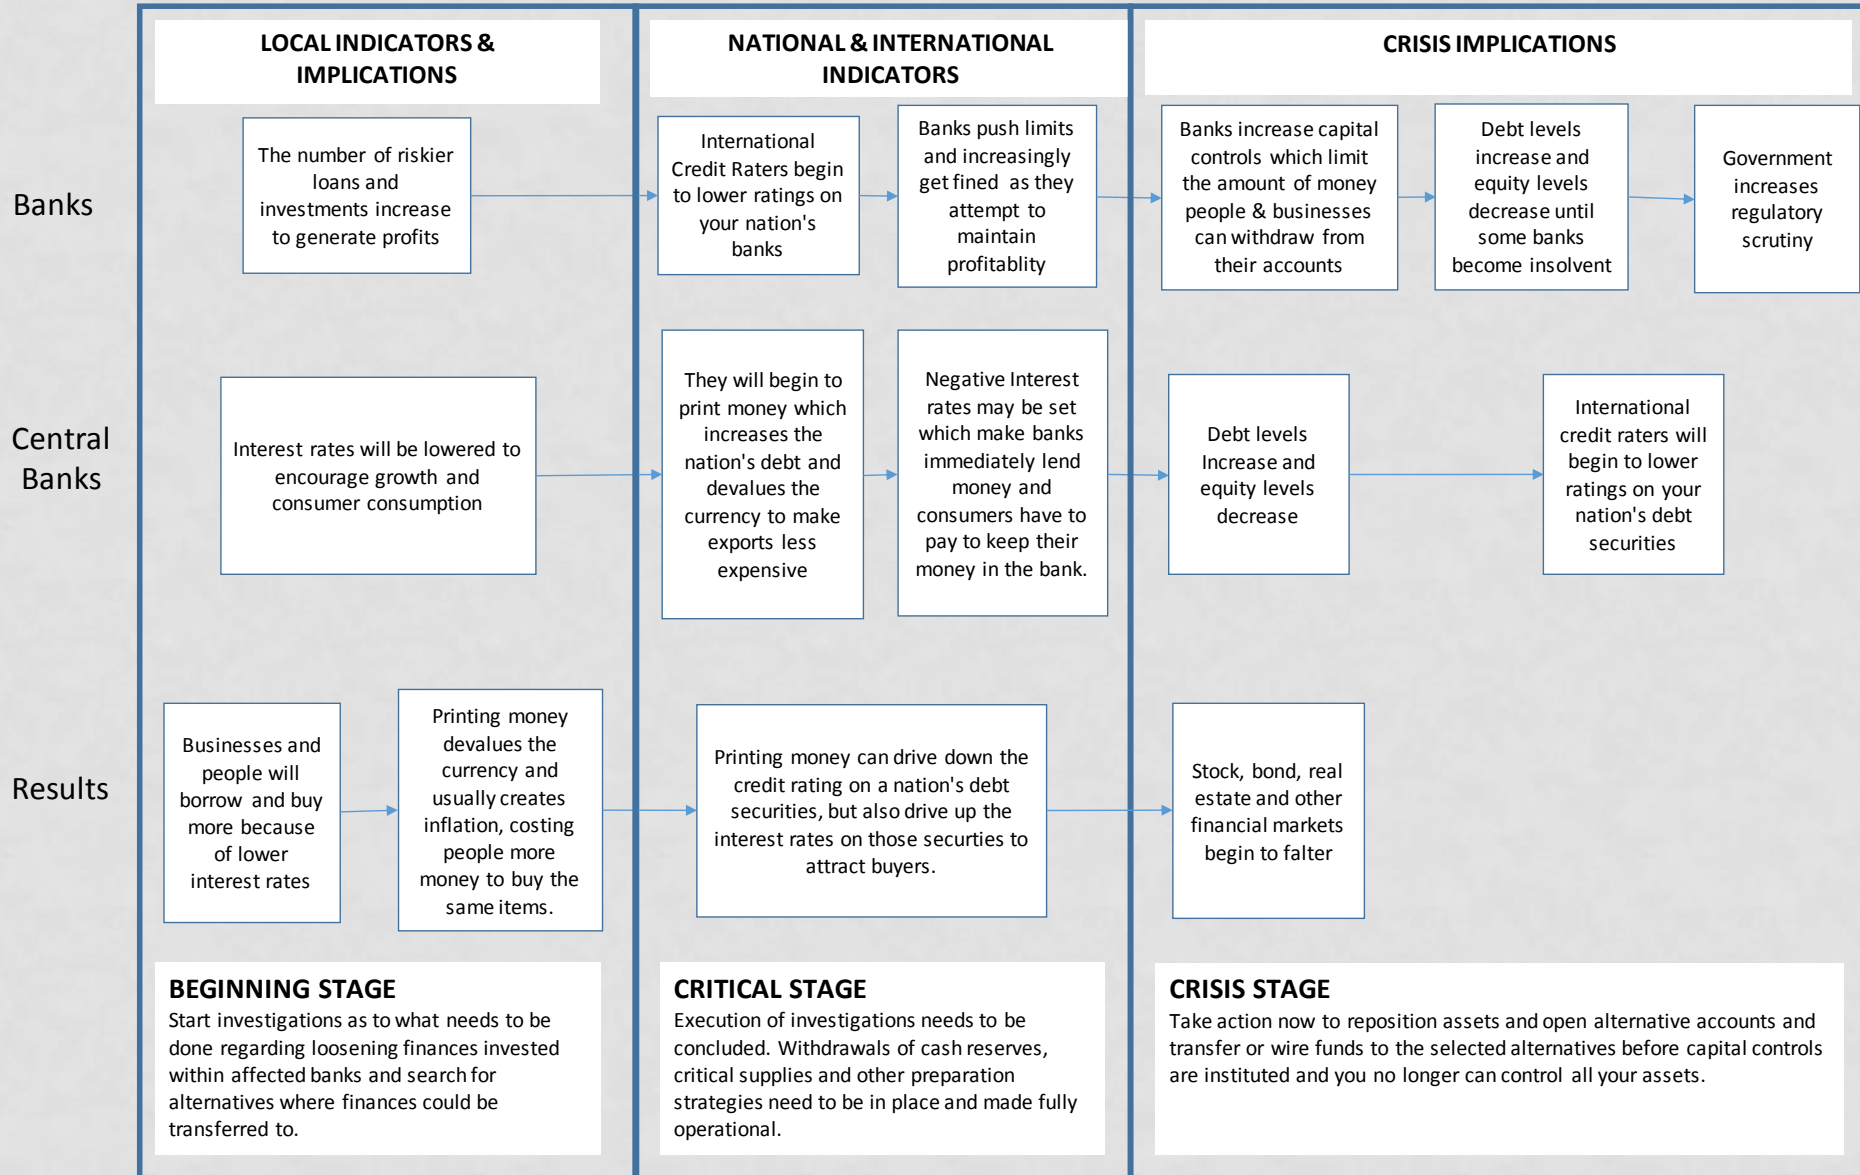 LOCAL INDICATORS &
IMPLICATIONS
NATIONAL & INTERNATIONAL
INDICATORS
CRISIS IMPLICATIONS
Banks
The number of riskier
loans and
investments increase
to generate profits
International
Credit Raters begin
to lower ratings on
your nation's
banks
Banks push limits
and increasingly
get fined as they
attempt to
maintain
profitablity
Banks increase capital
controls which limit
the amount of money
people & businesses
can withdraw from
their accounts
Debt levels
increase and
equity levels
decrease until
some banks
become insolvent
Government
increases
regulatory
scrutiny
Central
Banks
Interest rates will be lowered to
encourage growth and
consumer consumption
They will begin to
print money which
increases the
nation's debt and
devalues the
currency to make
exports less
expensive
Negative Interest
rates may be set
which make banks
immediately lend
money and
consumers have to
pay to keep their
money in the bank.
Debt levels
Increase and
equity levels
decrease
International
credit raters will
begin to lower
ratings on your
nation's debt
securities
Results
Businesses and
people will
borrow and buy
more because
of lower
interest rates
Printing money
devalues the
currency and
usually creates
inflation, costing
people more
money to buy the
same items.
Printing money can drive down the
credit rating on a nation's debt
securities, but also drive up the
interest rates on those securties to
attract buyers.
Stock, bond, real
estate and other
financial markets
begin to falter
BEGINNING STAGE
Start investigations as to what needs to be
done regarding loosening finances invested
within affected banks and search for
alternatives where finances could be
transferred to.
CRITICAL STAGE
Execution of investigations needs to be
concluded. Withdrawals of cash reserves,
critical supplies and other preparation
strategies need to be in place and made fully
operational.
CRISIS STAGE
Take action now to reposition assets and open alternative accounts and
transfer or wire funds to the selected alternatives before capital controls
are instituted and you no longer can control all your assets.